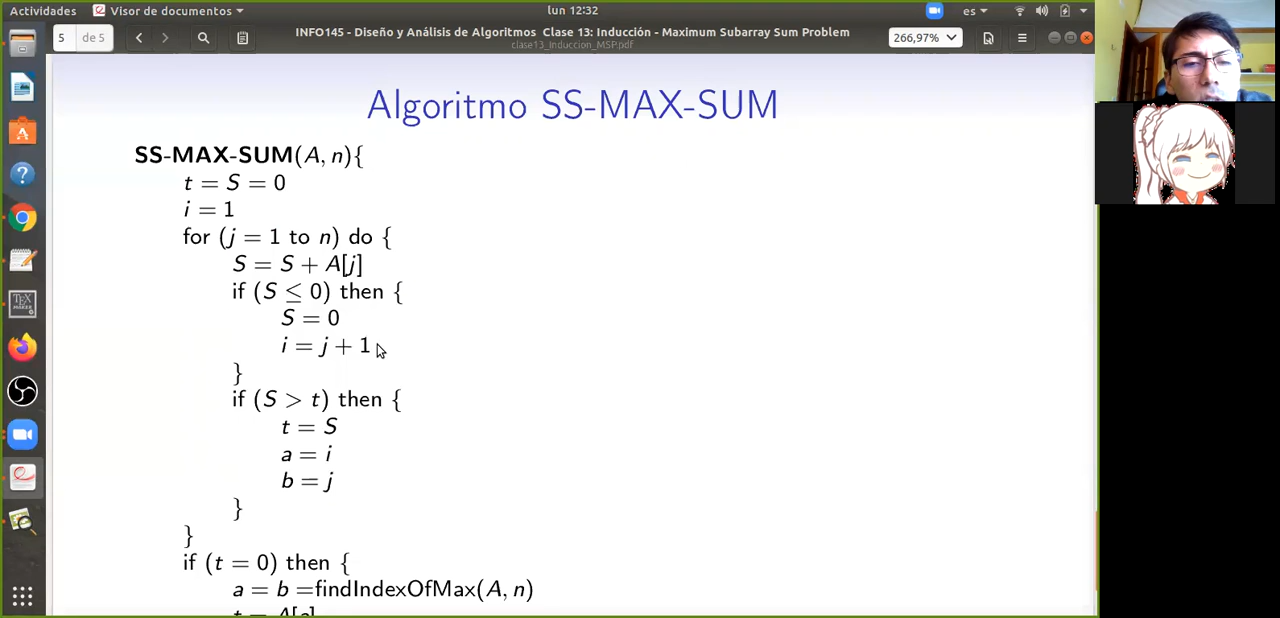 Actividades
Visor de documentos
lun 12:32
es
5 de 5
INFO145 - Diseño y Análisis de Algoritmos Clase 13: Inducción - Maximum Subarray Sum Problem
clase13_Induccion_MSP.pdf
266,97%
Algoritmo SS-MAX-SUM
SS-MAX-SUM(A, n){
t = S = 0
i = 1
for (j = 1 to n) do {
S = S + A[j]
if (S ≤ 0) then {
S = 0
i = j + 1
}
if (S > t) then {
t = S
a = i
b = j
}
}
if (t = 0) then {
a = b =findIndexOfMax(A, n)
t = A[a]